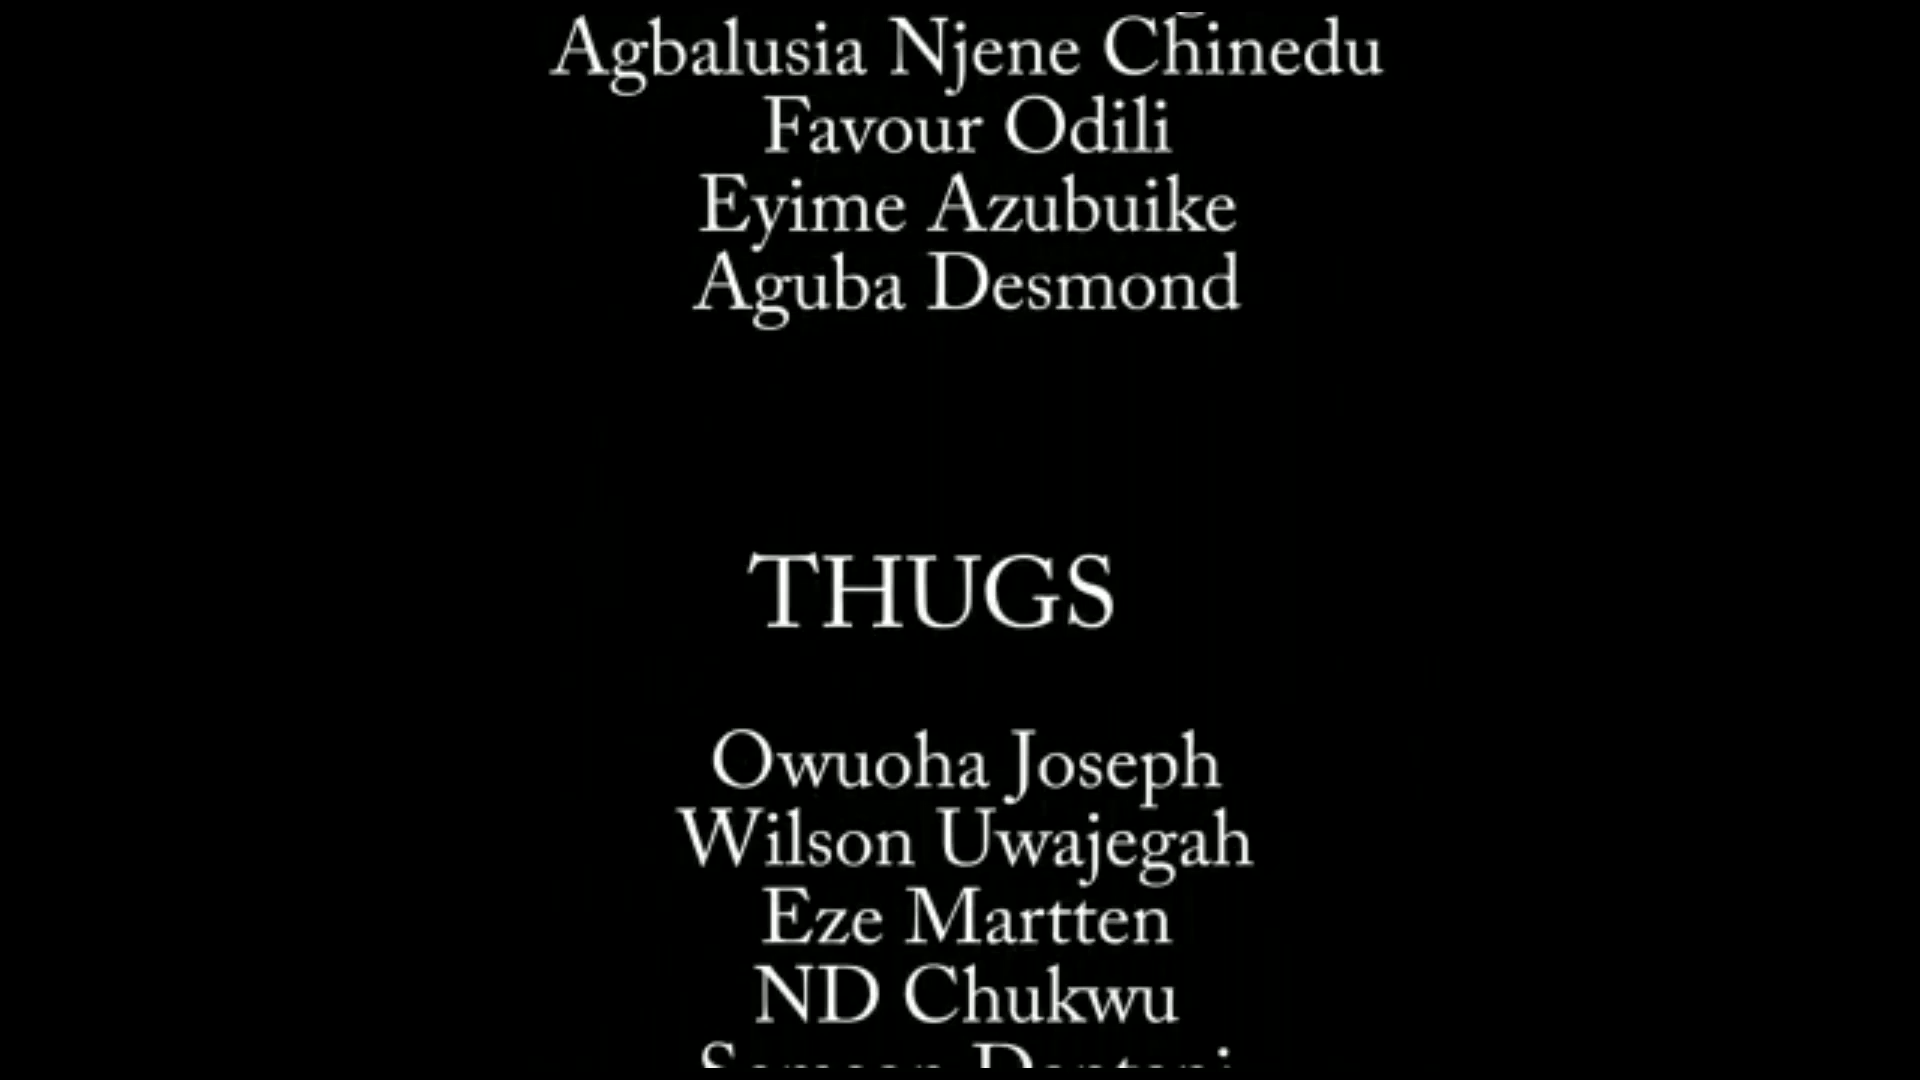 Agbalusia Njene Chinedu
Favour Odili
Eyime Azubuike
Aguba Desmond
THUGS
Owuoha Joseph
Wilson Uwajegah
Eze Martten
ND Chukwu